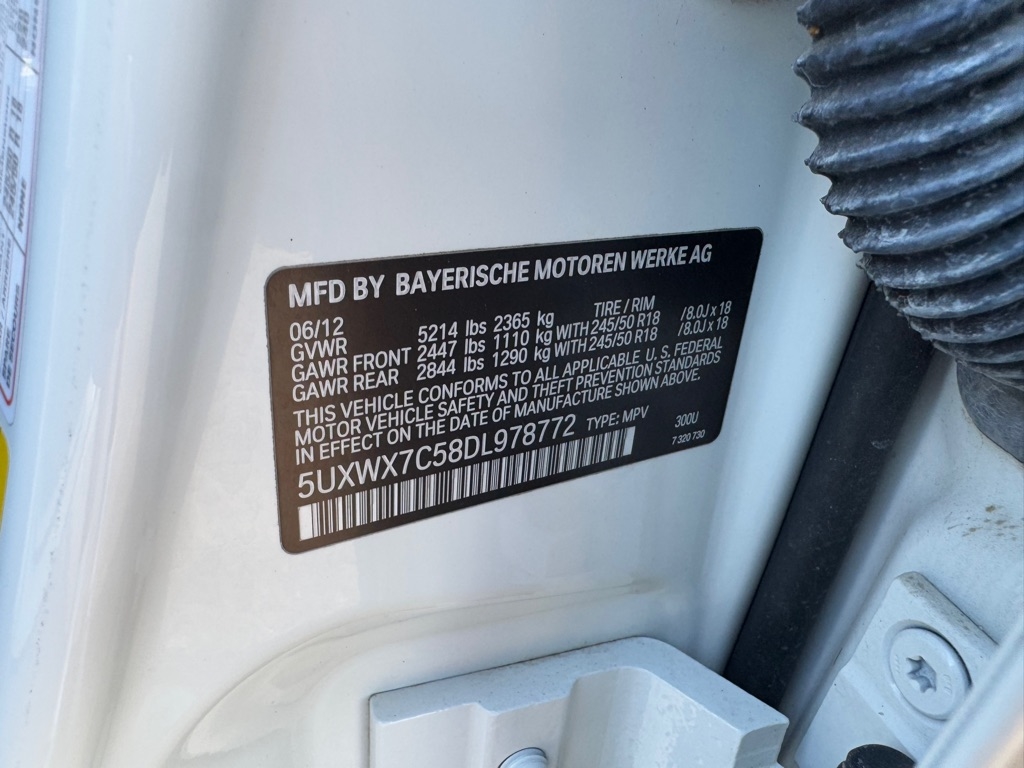 MFD BY BAYERISCHE MOTOREN WERKE AG
06/12 TIRE / RIM
GVWR 5214 lbs 2365 kg
GAWR FRONT 2447 lbs 1110 kg WITH 245/50 R18 /8.0J x 18
GAWR REAR 2844 lbs 1290 kg WITH 245/50 R18 /8.0J x 18
THIS VEHICLE CONFORMS TO ALL APPLICABLE U.S. FEDERAL
MOTOR VEHICLE SAFETY AND THEFT PREVENTION STANDARDS
IN EFFECT ON THE DATE OF MANUFACTURE SHOWN ABOVE.
5UXWX7C58DL978772 TYPE: MPV 300U
7 320 730